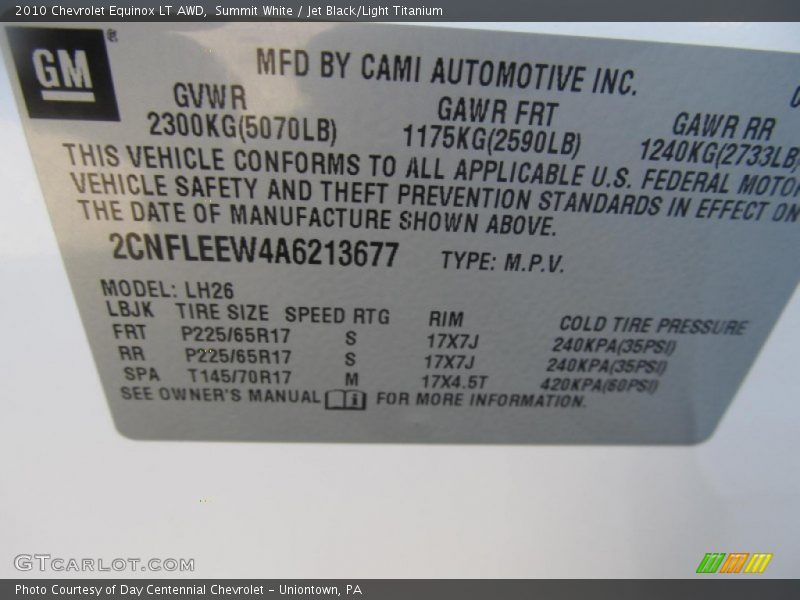 2010 Chevrolet Equinox LT AWD, Summit White / Jet Black/Light Titanium
GM®
MFD BY CAMI AUTOMOTIVE INC.
GVWR GAWR FRT GAWR RR
2300KG(5070LB) 1175KG(2590LB) 1240KG(2733LB)
THIS VEHICLE CONFORMS TO ALL APPLICABLE U.S. FEDERAL MOTOR
VEHICLE SAFETY AND THEFT PREVENTION STANDARDS IN EFFECT ON
THE DATE OF MANUFACTURE SHOWN ABOVE.
2CNFLEEW4A6213677 TYPE: M.P.V.
MODEL: LH26
LBJK TIRE SIZE SPEED RTG RIM COLD TIRE PRESSURE
FRT P225/65R17 S 17X7J 240KPA(35PSI)
RR P225/65R17 S 17X7J 240KPA(35PSI)
SPA T145/70R17 M 17X4.5T 420KPA(60PSI)
SEE OWNER'S MANUAL i FOR MORE INFORMATION.
GTCARLOT.COM
Photo Courtesy of Day Centennial Chevrolet - Uniontown, PA